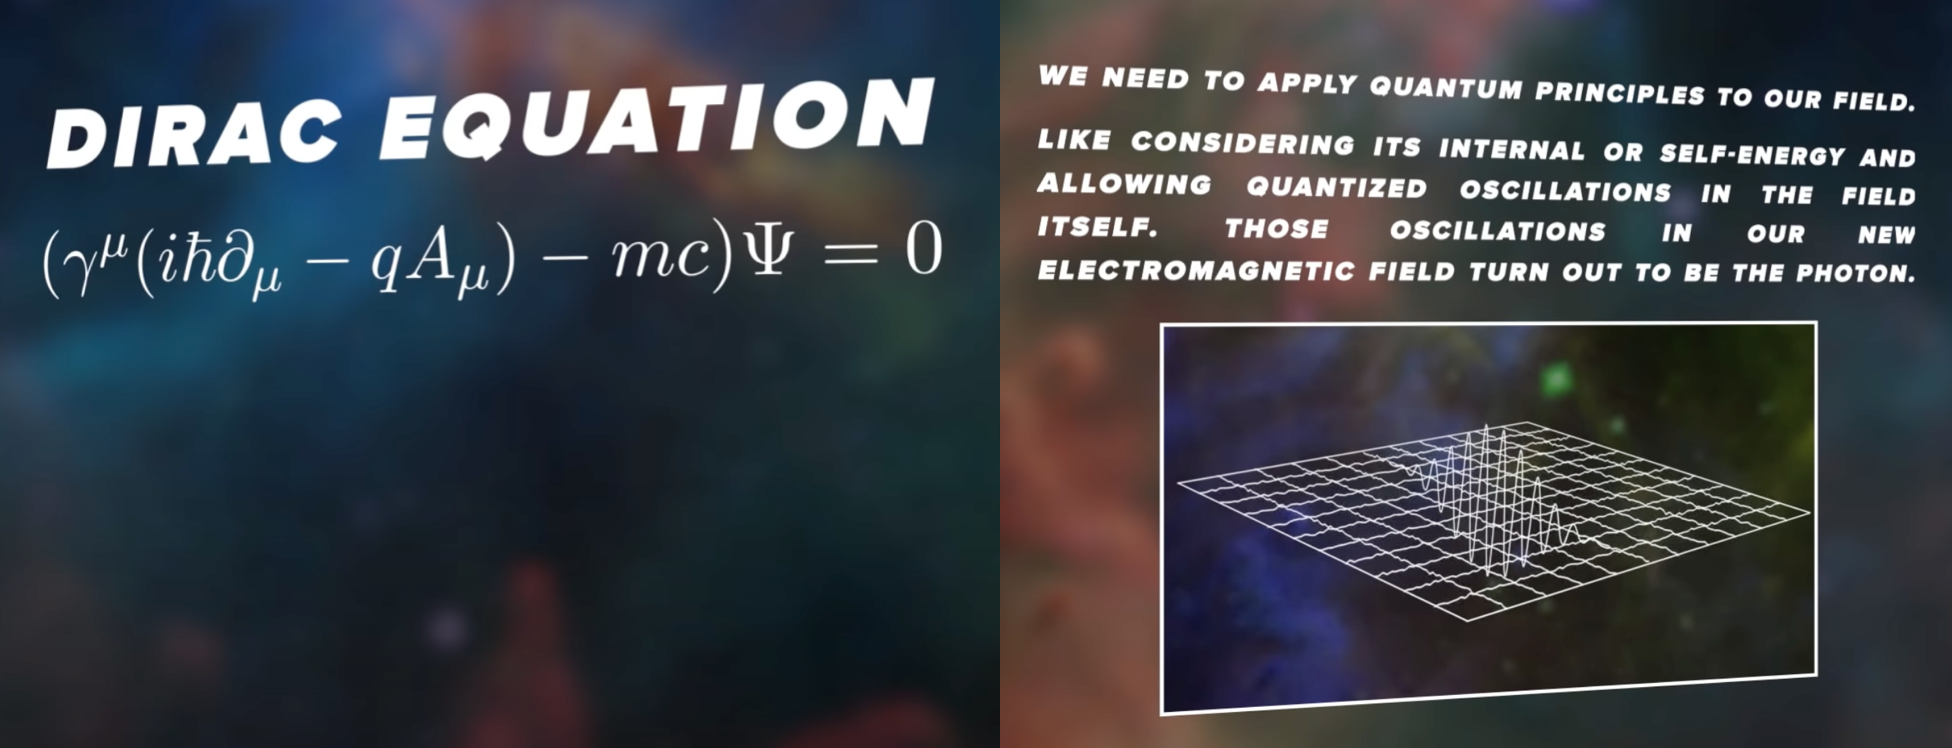 DIRAC EQUATION
(γ^μ(iħ∂_μ − qA_μ) − mc)Ψ = 0
WE NEED TO APPLY QUANTUM PRINCIPLES TO OUR FIELD.
LIKE CONSIDERING ITS INTERNAL OR SELF-ENERGY AND
ALLOWING QUANTIZED OSCILLATIONS IN THE FIELD
ITSELF. THOSE OSCILLATIONS IN OUR NEW
ELECTROMAGNETIC FIELD TURN OUT TO BE THE PHOTON.